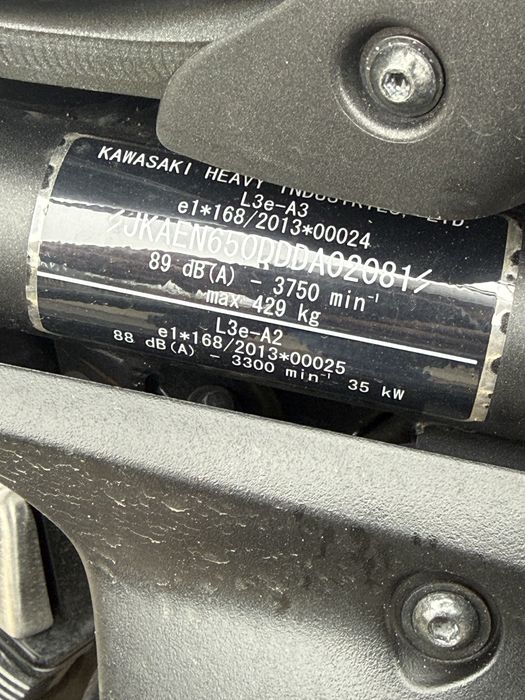 KAWASAKI HEAVY INDUSTRIES, LTD.
L3e-A3
e1*168/2013*00024
89 dB(A) - 3750 min⁻¹
max 429 kg
L3e-A2
e1*168/2013*00025
88 dB(A) - 3300 min⁻¹ 35 kW